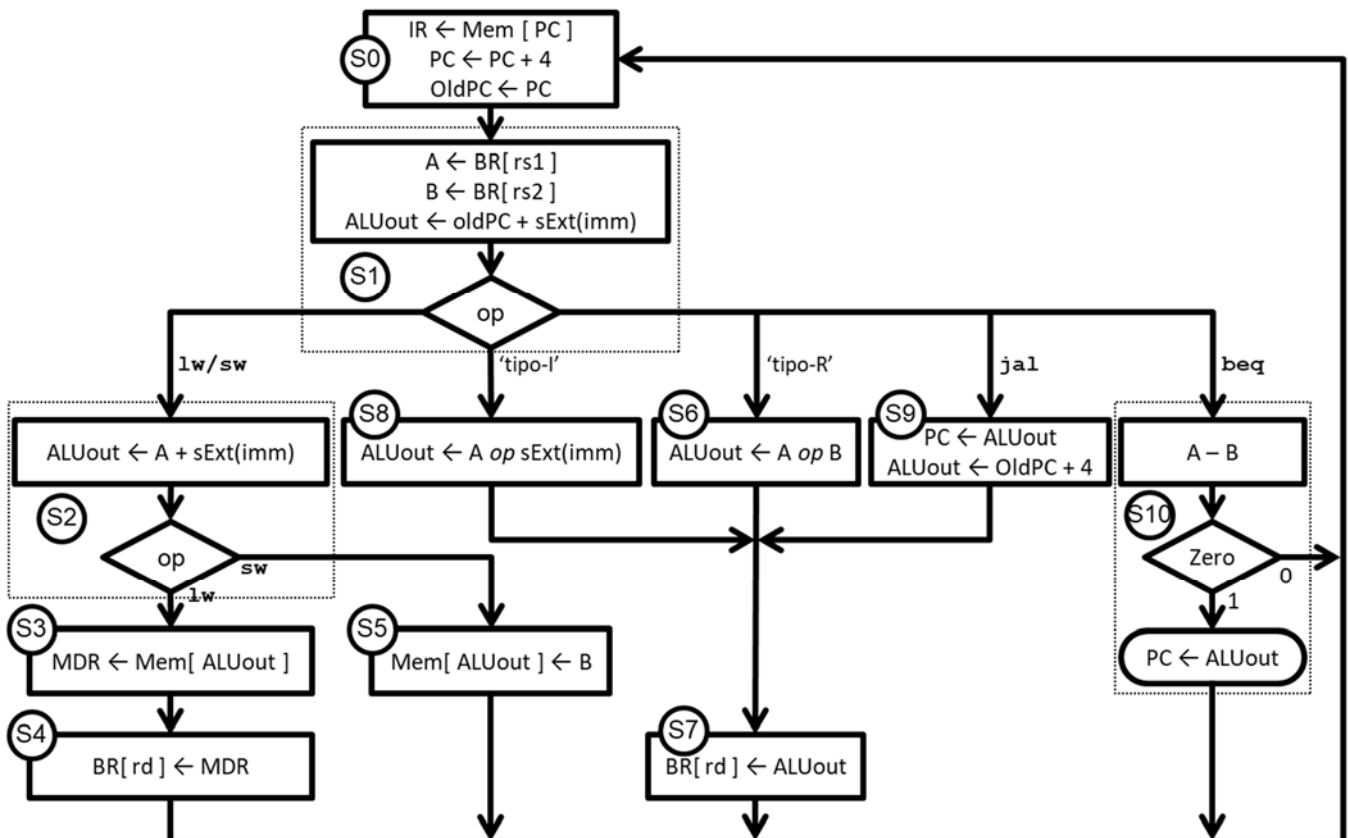 S0
IR ← Mem [ PC ]
PC ← PC + 4
OldPC ← PC
A ← BR[ rs1 ]
B ← BR[ rs2 ]
ALUout ← oldPC + sExt(imm)
S1
op
lw/sw
'tipo-I'
'tipo-R'
jal
beq
ALUout ← A + sExt(imm)
S2
op
sw
lw
S8
ALUout ← A op sExt(imm)
S6
ALUout ← A op B
S9
PC ← ALUout
ALUout ← OldPC + 4
A – B
S10
Zero
0
1
PC ← ALUout
S3
MDR ← Mem[ ALUout ]
S5
Mem[ ALUout ] ← B
S4
BR[ rd ] ← MDR
S7
BR[ rd ] ← ALUout